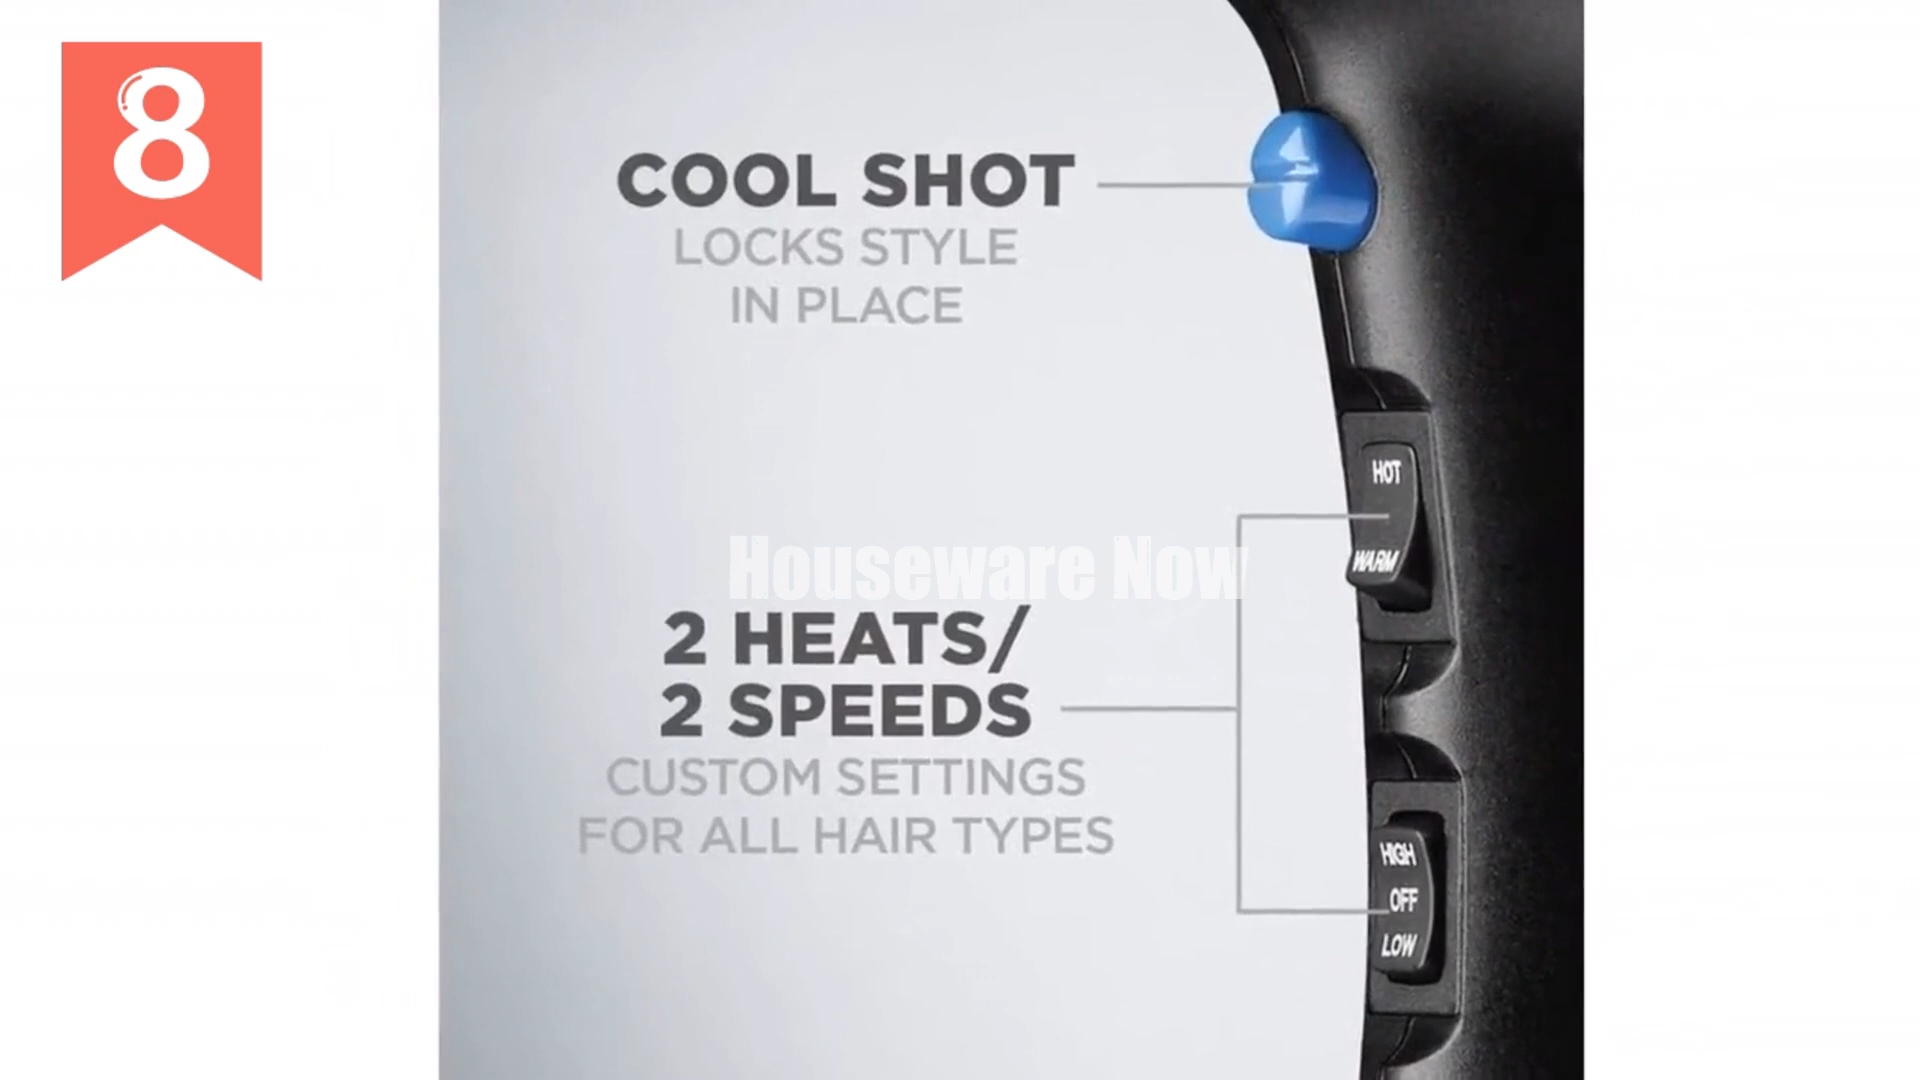 8
COOL SHOT
LOCKS STYLE
IN PLACE
HOT
WARM
Houseware Now
2 HEATS/
2 SPEEDS
CUSTOM SETTINGS
FOR ALL HAIR TYPES
HIGH
OFF
LOW